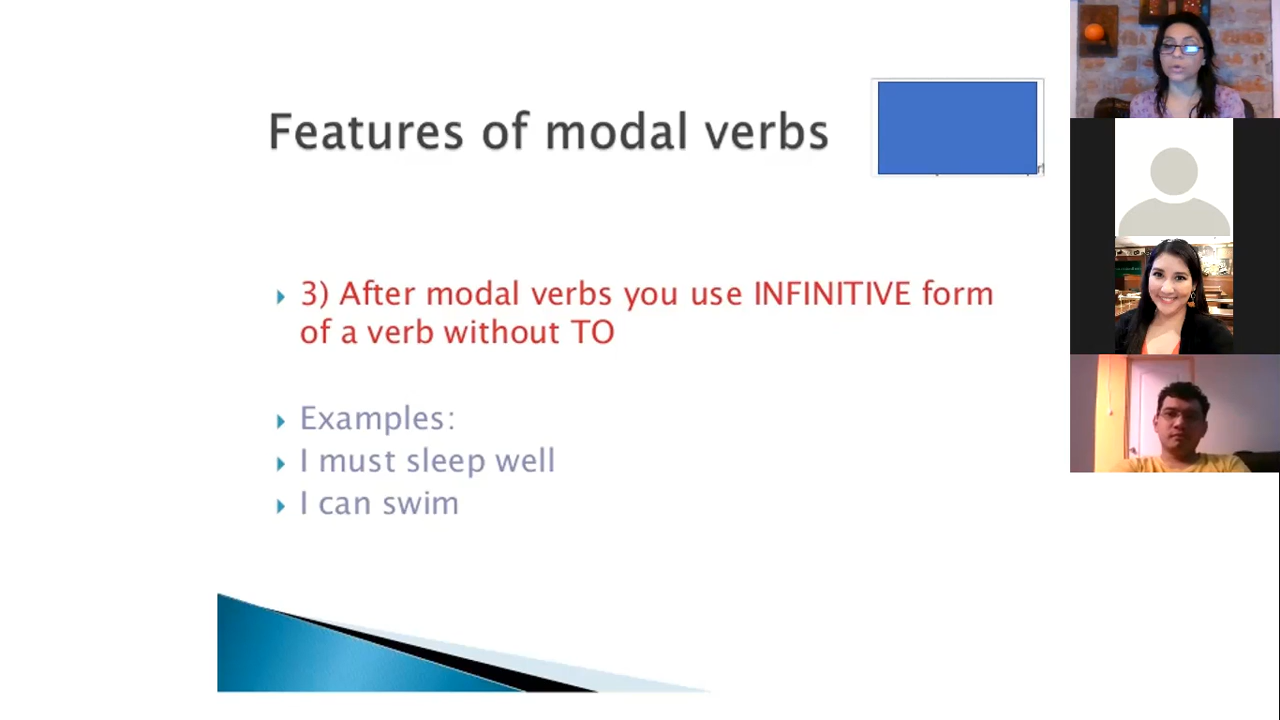 Features of modal verbs
3) After modal verbs you use INFINITIVE form
of a verb without TO
Examples:
I must sleep well
I can swim